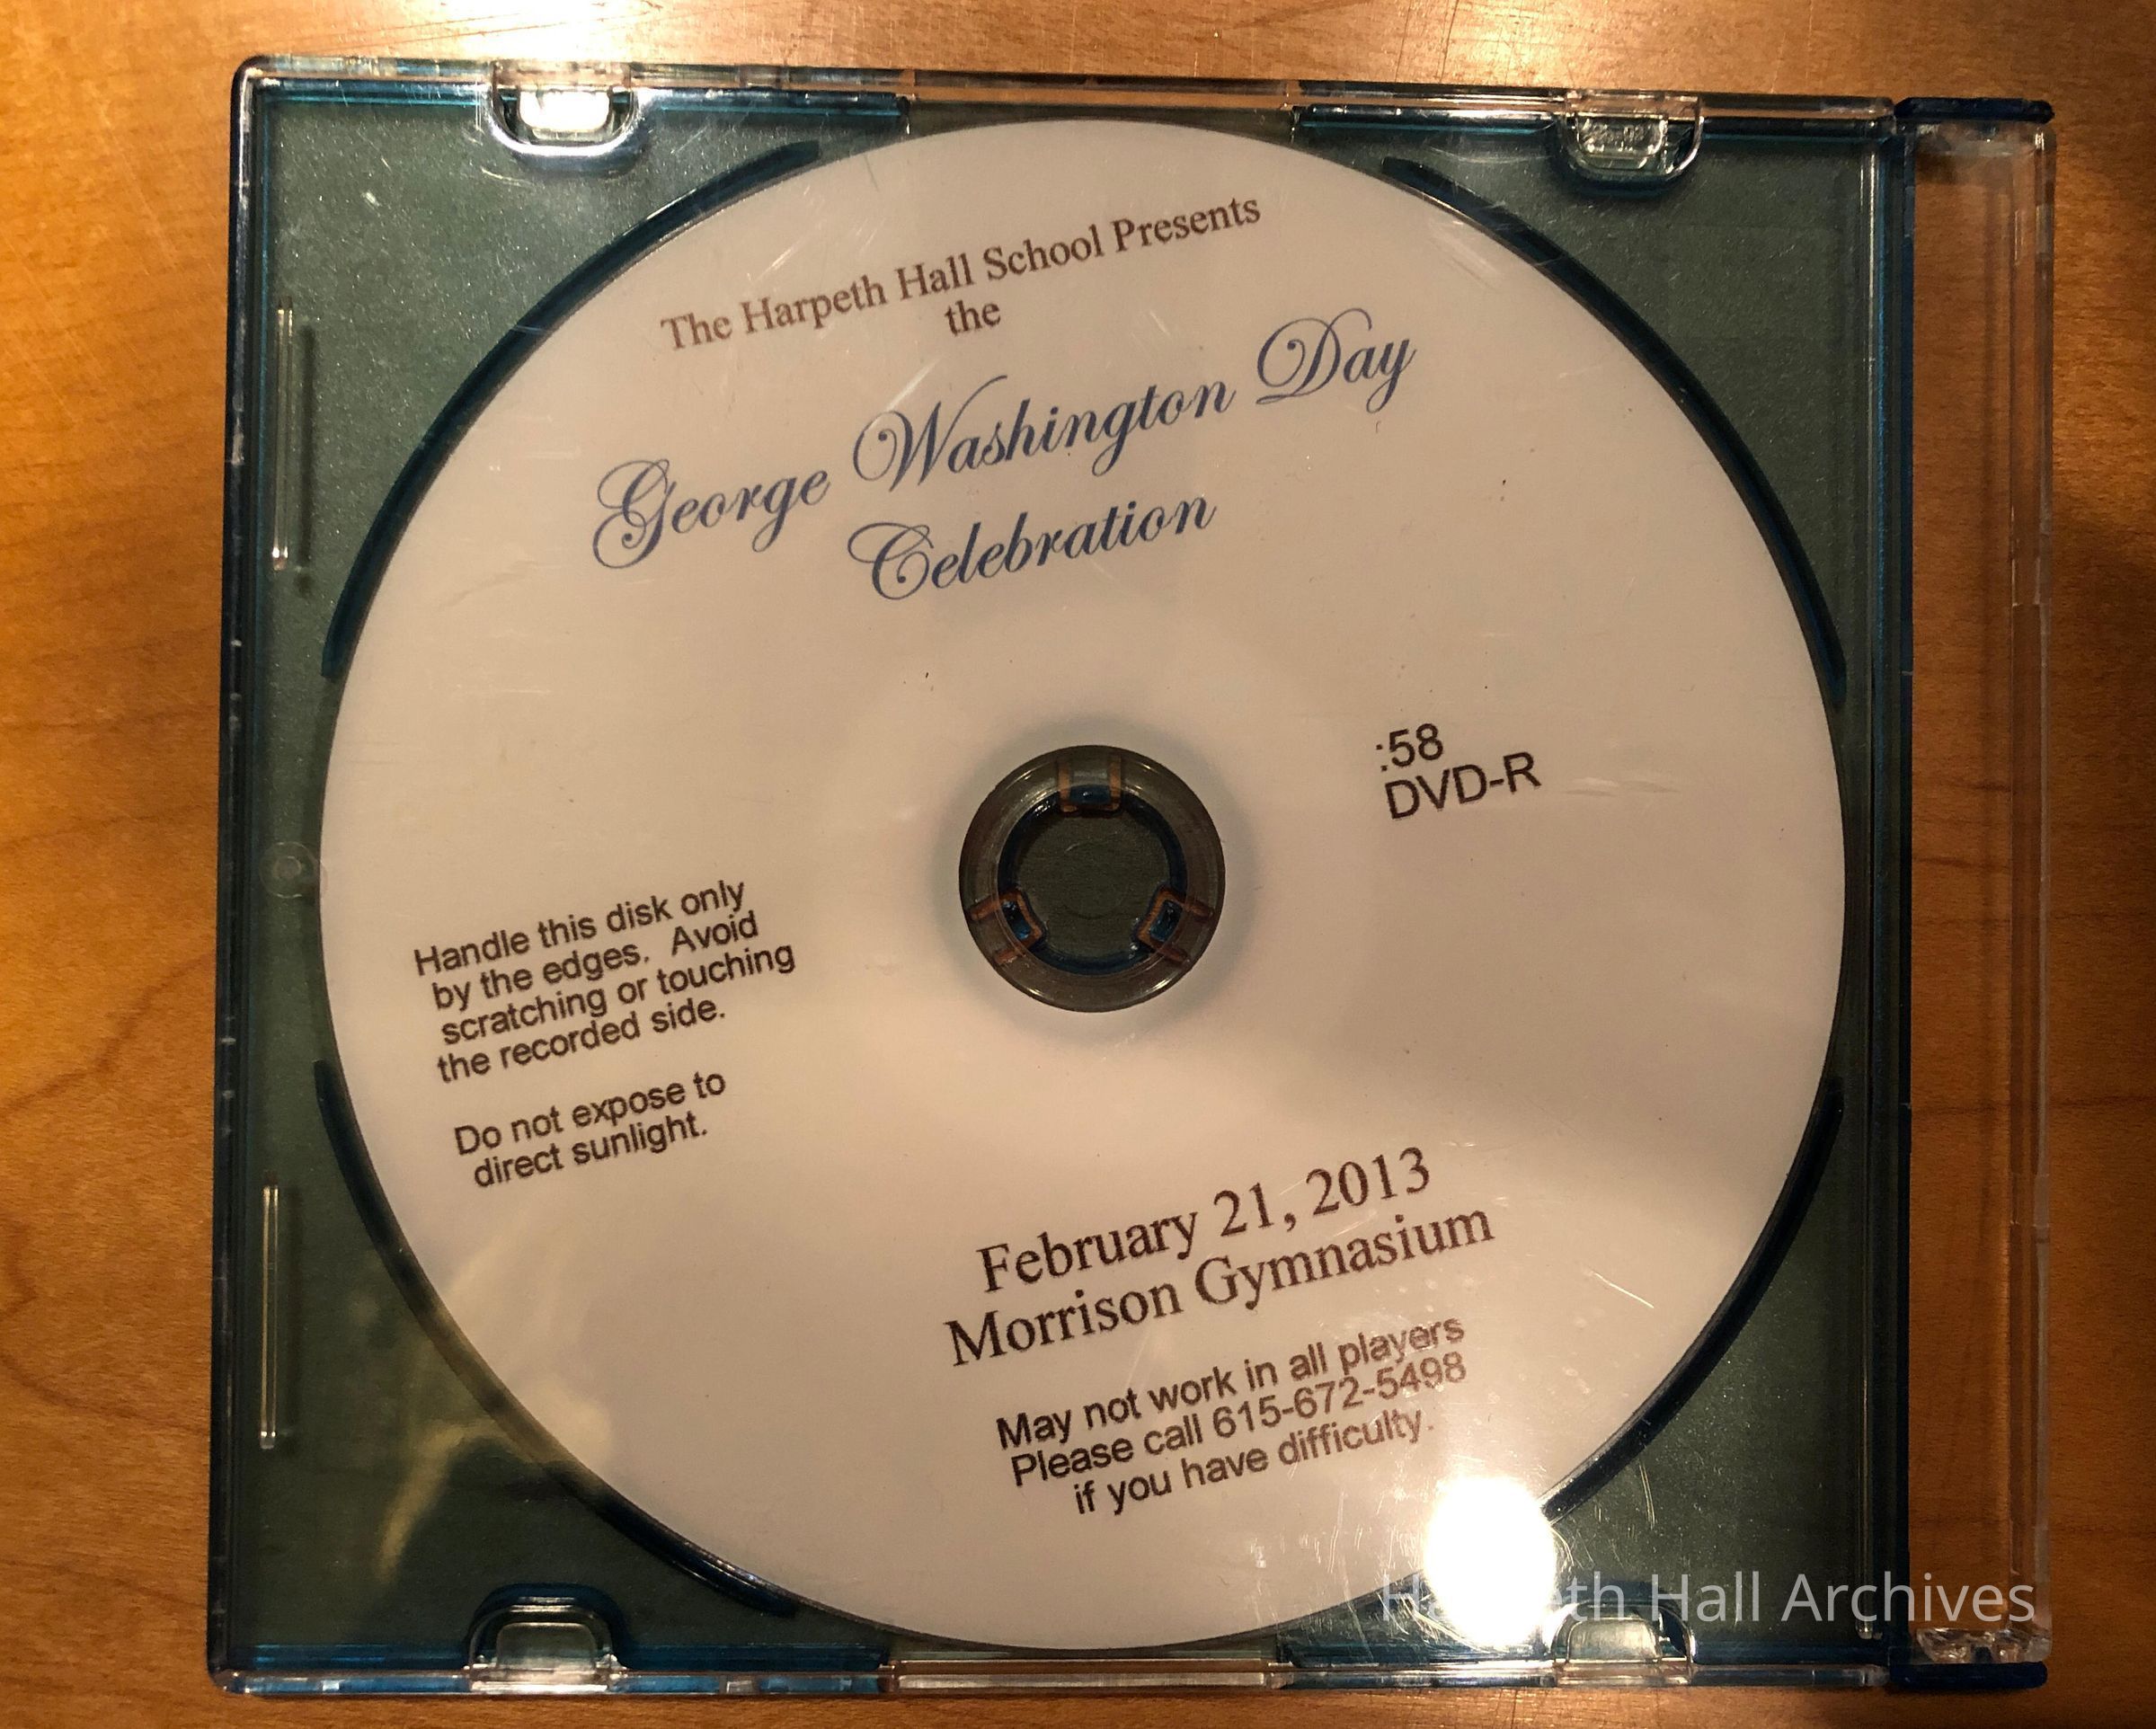 The Harpeth Hall School Presents
the
George Washington Day
Celebration
:58
DVD-R
Handle this disk only
by the edges. Avoid
scratching or touching
the recorded side.
Do not expose to
direct sunlight.
February 21, 2013
Morrison Gymnasium
May not work in all players
Please call 615-672-5498
if you have difficulty.
Harpeth Hall Archives